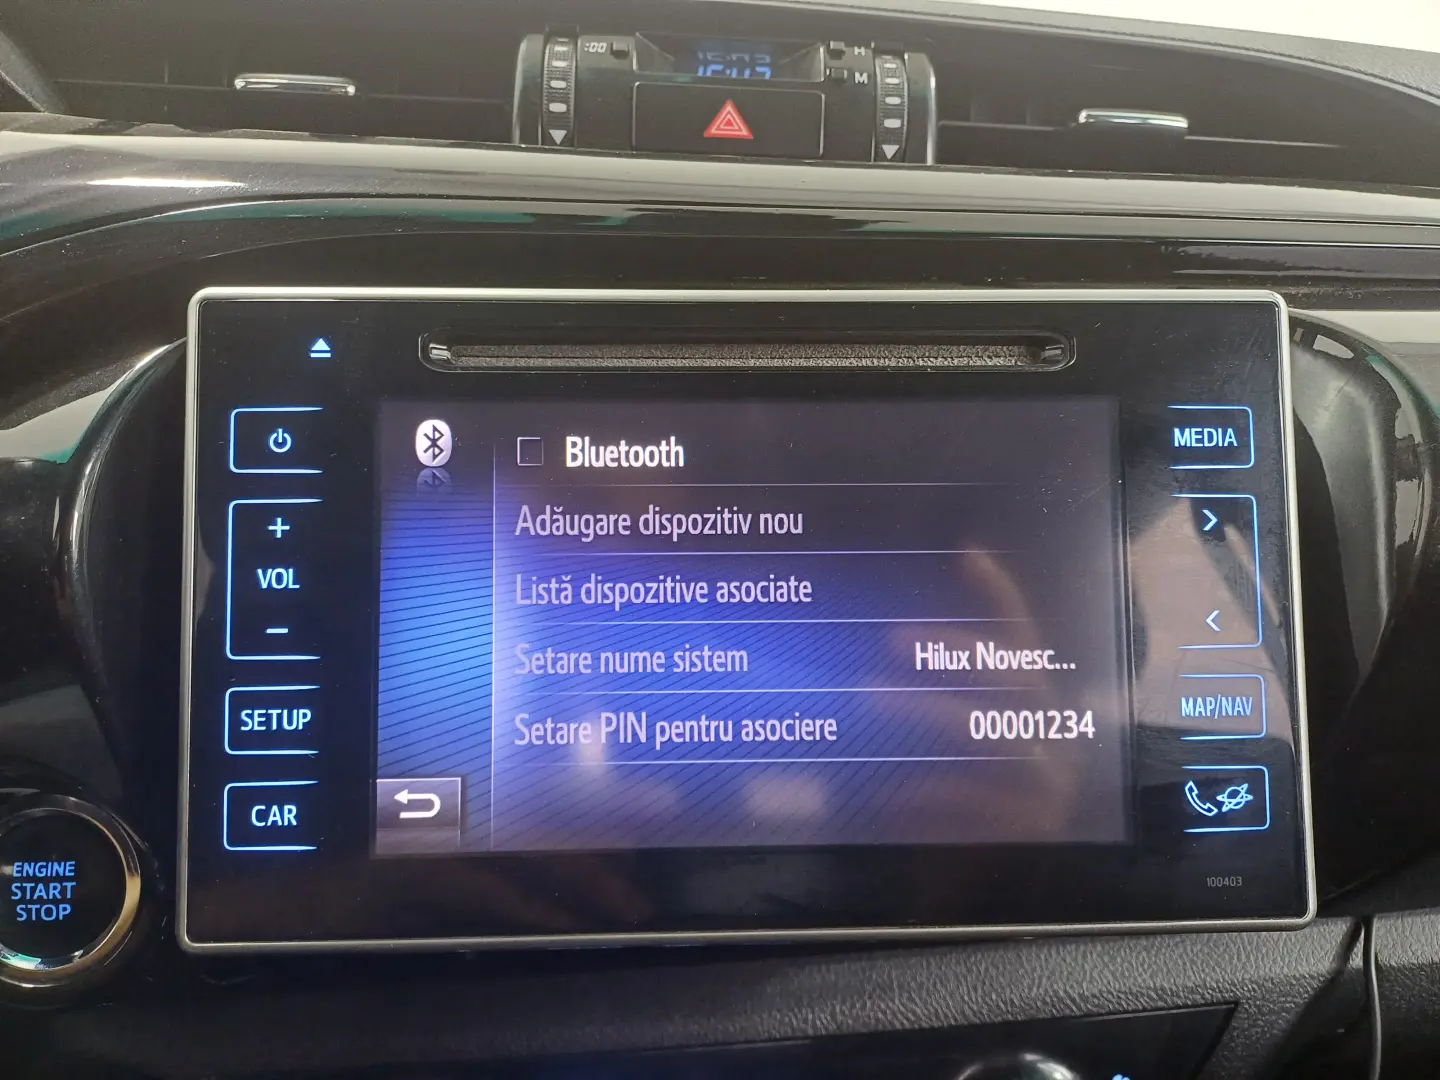 :00
H
M
MEDIA
Bluetooth
Adăugare dispozitiv nou
VOL
Listă dispozitive asociate
Setare nume sistem Hilux Novesc...
SETUP
MAP/NAV
Setare PIN pentru asociere 00001234
CAR
100403
ENGINE
START
STOP